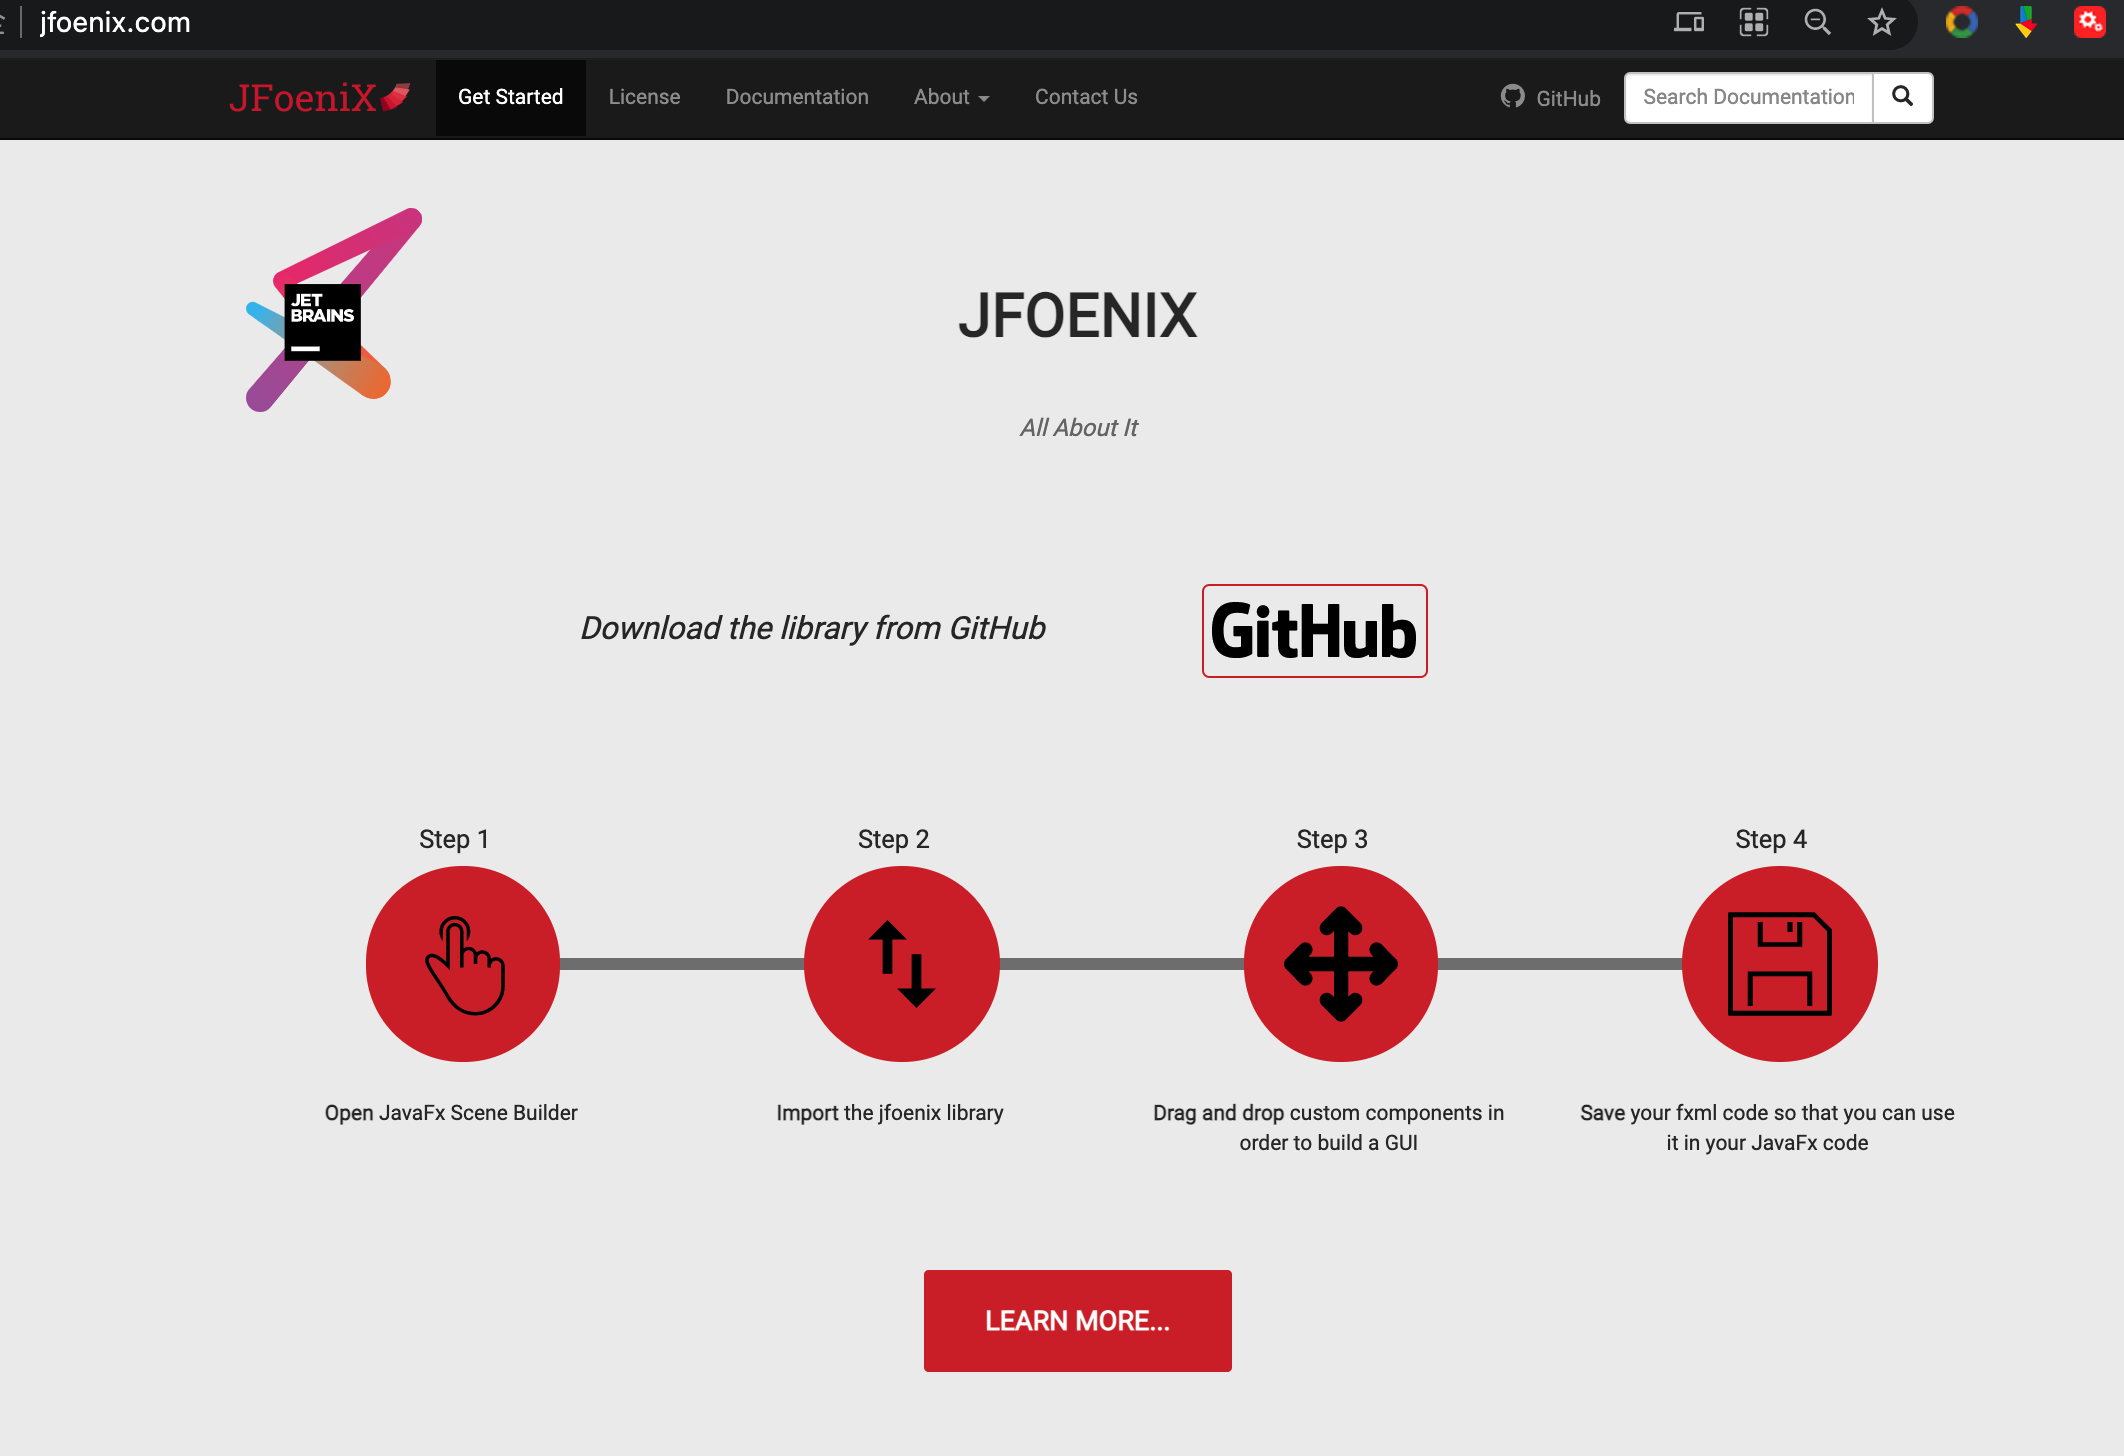 jfoenix.com
JFoeniX
Get Started
License
Documentation
About
Contact Us
GitHub
Search Documentation
JET
BRAINS
JFOENIX
All About It
Download the library from GitHub
GitHub
Step 1
Step 2
Step 3
Step 4
Open JavaFx Scene Builder
Import the jfoenix library
Drag and drop custom components in
order to build a GUI
Save your fxml code so that you can use
it in your JavaFx code
LEARN MORE...